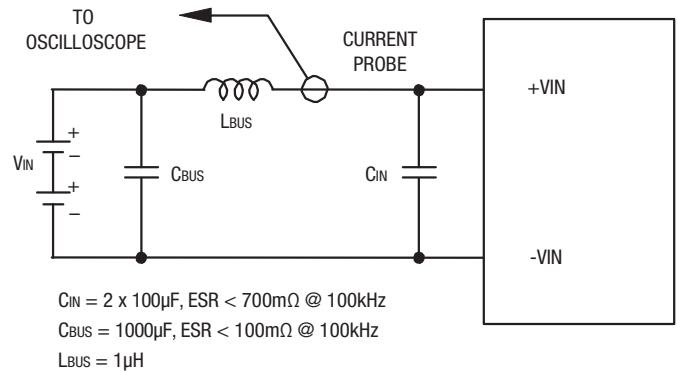 TO
OSCILLOSCOPE
CURRENT
PROBE
+VIN
LBUS
+
−
VIN
+
−
CBUS
CIN
-VIN
CIN = 2 x 100µF, ESR < 700mΩ @ 100kHz
CBUS = 1000µF, ESR < 100mΩ @ 100kHz
LBUS = 1µH